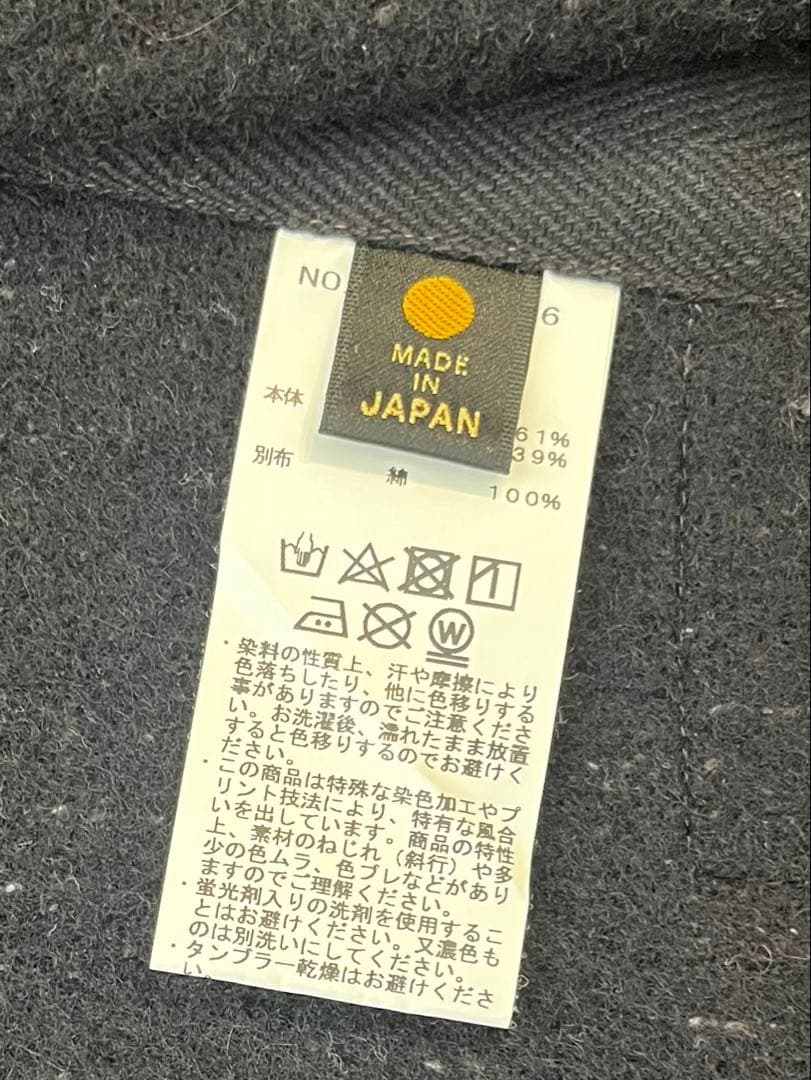 NO
6
MADE
IN
JAPAN
本体
61%
39%
別布
綿
100%
W
・染料の性質上、汗や摩擦により
色落ちしたり、他に色移りする
事がありますのでご注意くださ
い。お洗濯後、濡れたまま放置
すると色移りするのでお避けく
ださい。
・この商品は特殊な染色加工やプ
リント技法により、特有な風合
いを出しています。商品の特性
上、素材のねじれ（斜行）や多
少の色ムラ、色ブレなどがあり
ますのでご理解ください。
・蛍光剤入りの洗剤を使用するこ
とはお避けください。又濃色も
のは別洗いにしてください。
・タンブラー乾燥はお避けくださ
い。